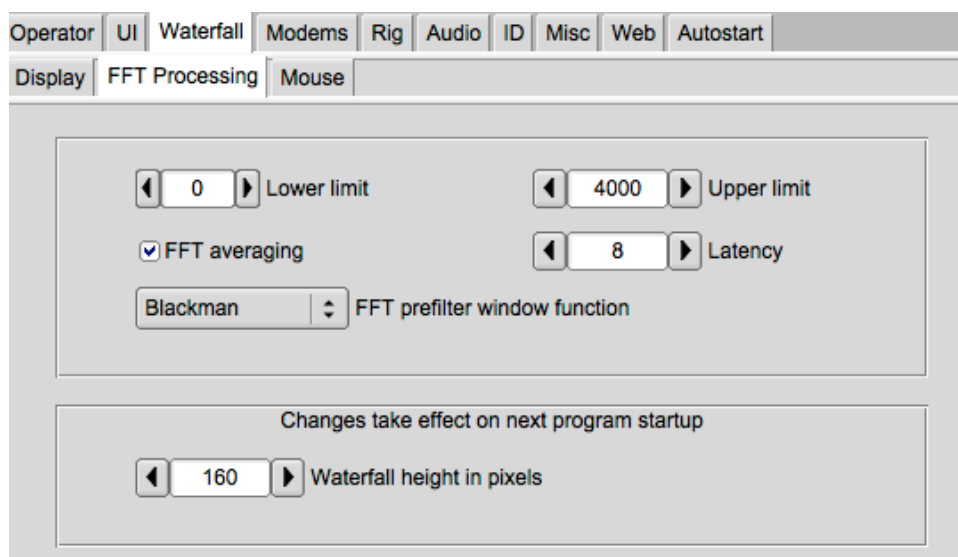 Operator UI Waterfall Modems Rig Audio ID Misc Web Autostart
Display FFT Processing Mouse
0 Lower limit 4000 Upper limit
FFT averaging 8 Latency
Blackman FFT prefilter window function
Changes take effect on next program startup
160 Waterfall height in pixels